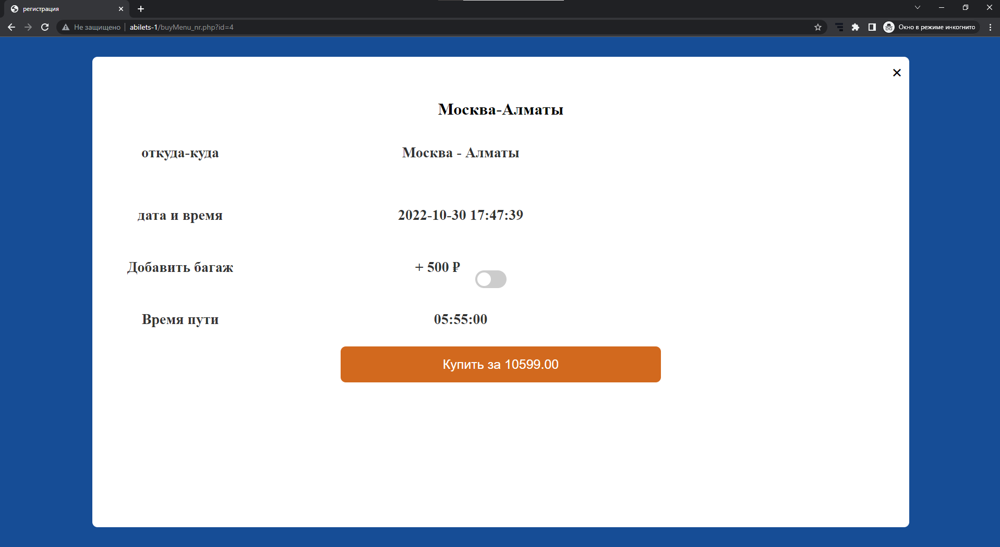 регистрация
Не защищено
abilets-1/buyMenu_nr.php?id=4
Окно в режиме инкогнито
Москва-Алматы
откуда-куда Москва - Алматы
дата и время 2022-10-30 17:47:39
Добавить багаж + 500 ₽
Время пути 05:55:00
Купить за 10599.00